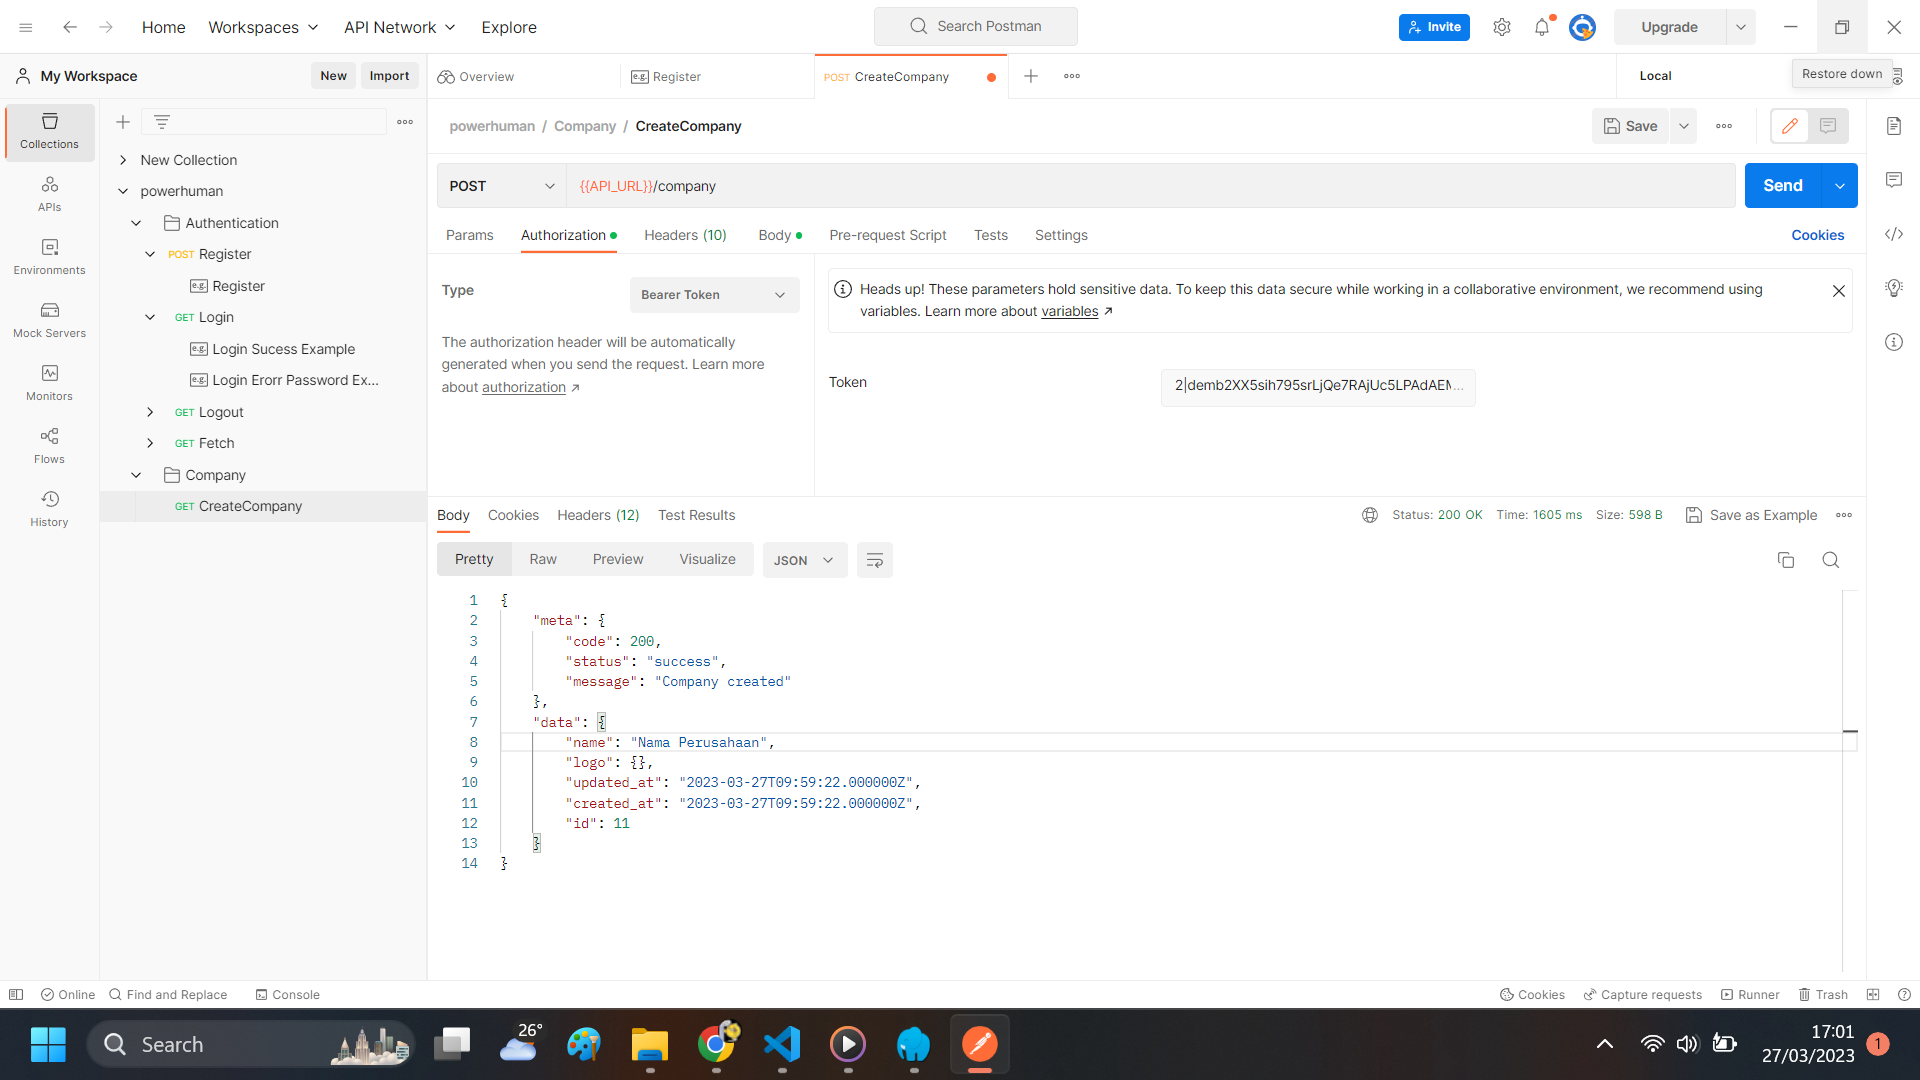 Home
Workspaces
API Network
Explore
Search Postman
Invite
Upgrade
My Workspace
New
Import
Overview
e.g. Register
POST CreateCompany
Local
Restore down
Collections
APIs
Environments
Mock Servers
Monitors
Flows
History
New Collection
powerhuman
Authentication
POST Register
e.g. Register
GET Login
e.g. Login Sucess Example
e.g. Login Erorr Password Ex...
GET Logout
GET Fetch
Company
GET CreateCompany
powerhuman / Company / CreateCompany
Save
POST
{{API_URL}}/company
Send
Params
Authorization
Headers (10)
Body
Pre-request Script
Tests
Settings
Cookies
Type
Bearer Token
The authorization header will be automatically
generated when you send the request. Learn more
about authorization ↗
Heads up! These parameters hold sensitive data. To keep this data secure while working in a collaborative environment, we recommend using
variables. Learn more about variables ↗
Token
2|demb2XX5sih795srLjQe7RAjUc5LPAdAEM...
Body
Cookies
Headers (12)
Test Results
Status: 200 OK
Time: 1605 ms
Size: 598 B
Save as Example
Pretty
Raw
Preview
Visualize
JSON
1 {
2 "meta": {
3 "code": 200,
4 "status": "success",
5 "message": "Company created"
6 },
7 "data": {
8 "name": "Nama Perusahaan",
9 "logo": {},
10 "updated_at": "2023-03-27T09:59:22.000000Z",
11 "created_at": "2023-03-27T09:59:22.000000Z",
12 "id": 11
13 }
14 }
Online
Find and Replace
Console
Cookies
Capture requests
Runner
Trash
Search
26°
17:01
27/03/2023
1